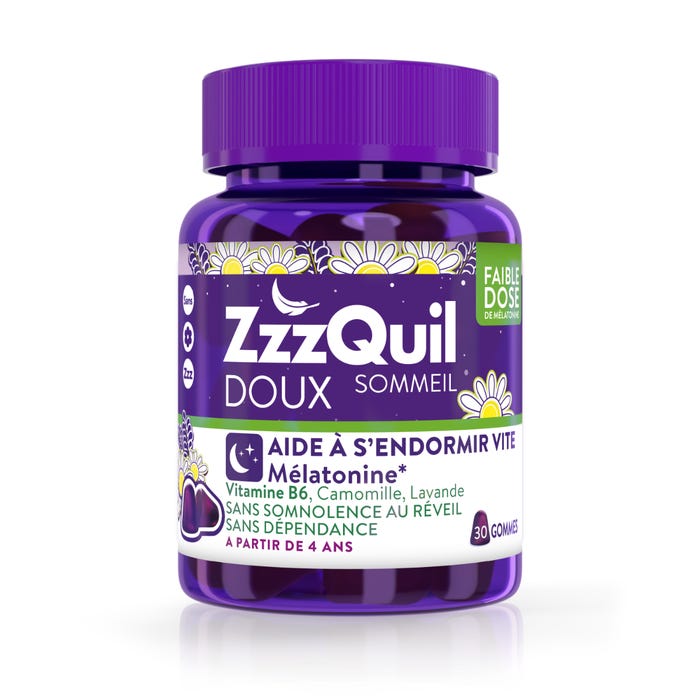 FAIBLE
DOSE
DE MÉLATONINE
Sans
ZzzQuil
Zzz
DOUX SOMMEIL
AIDE À S'ENDORMIR VITE
Mélatonine*
Vitamine B6, Camomille, Lavande
SANS SOMNOLENCE AU RÉVEIL
SANS DÉPENDANCE
A PARTIR DE 4 ANS
30 GOMMES